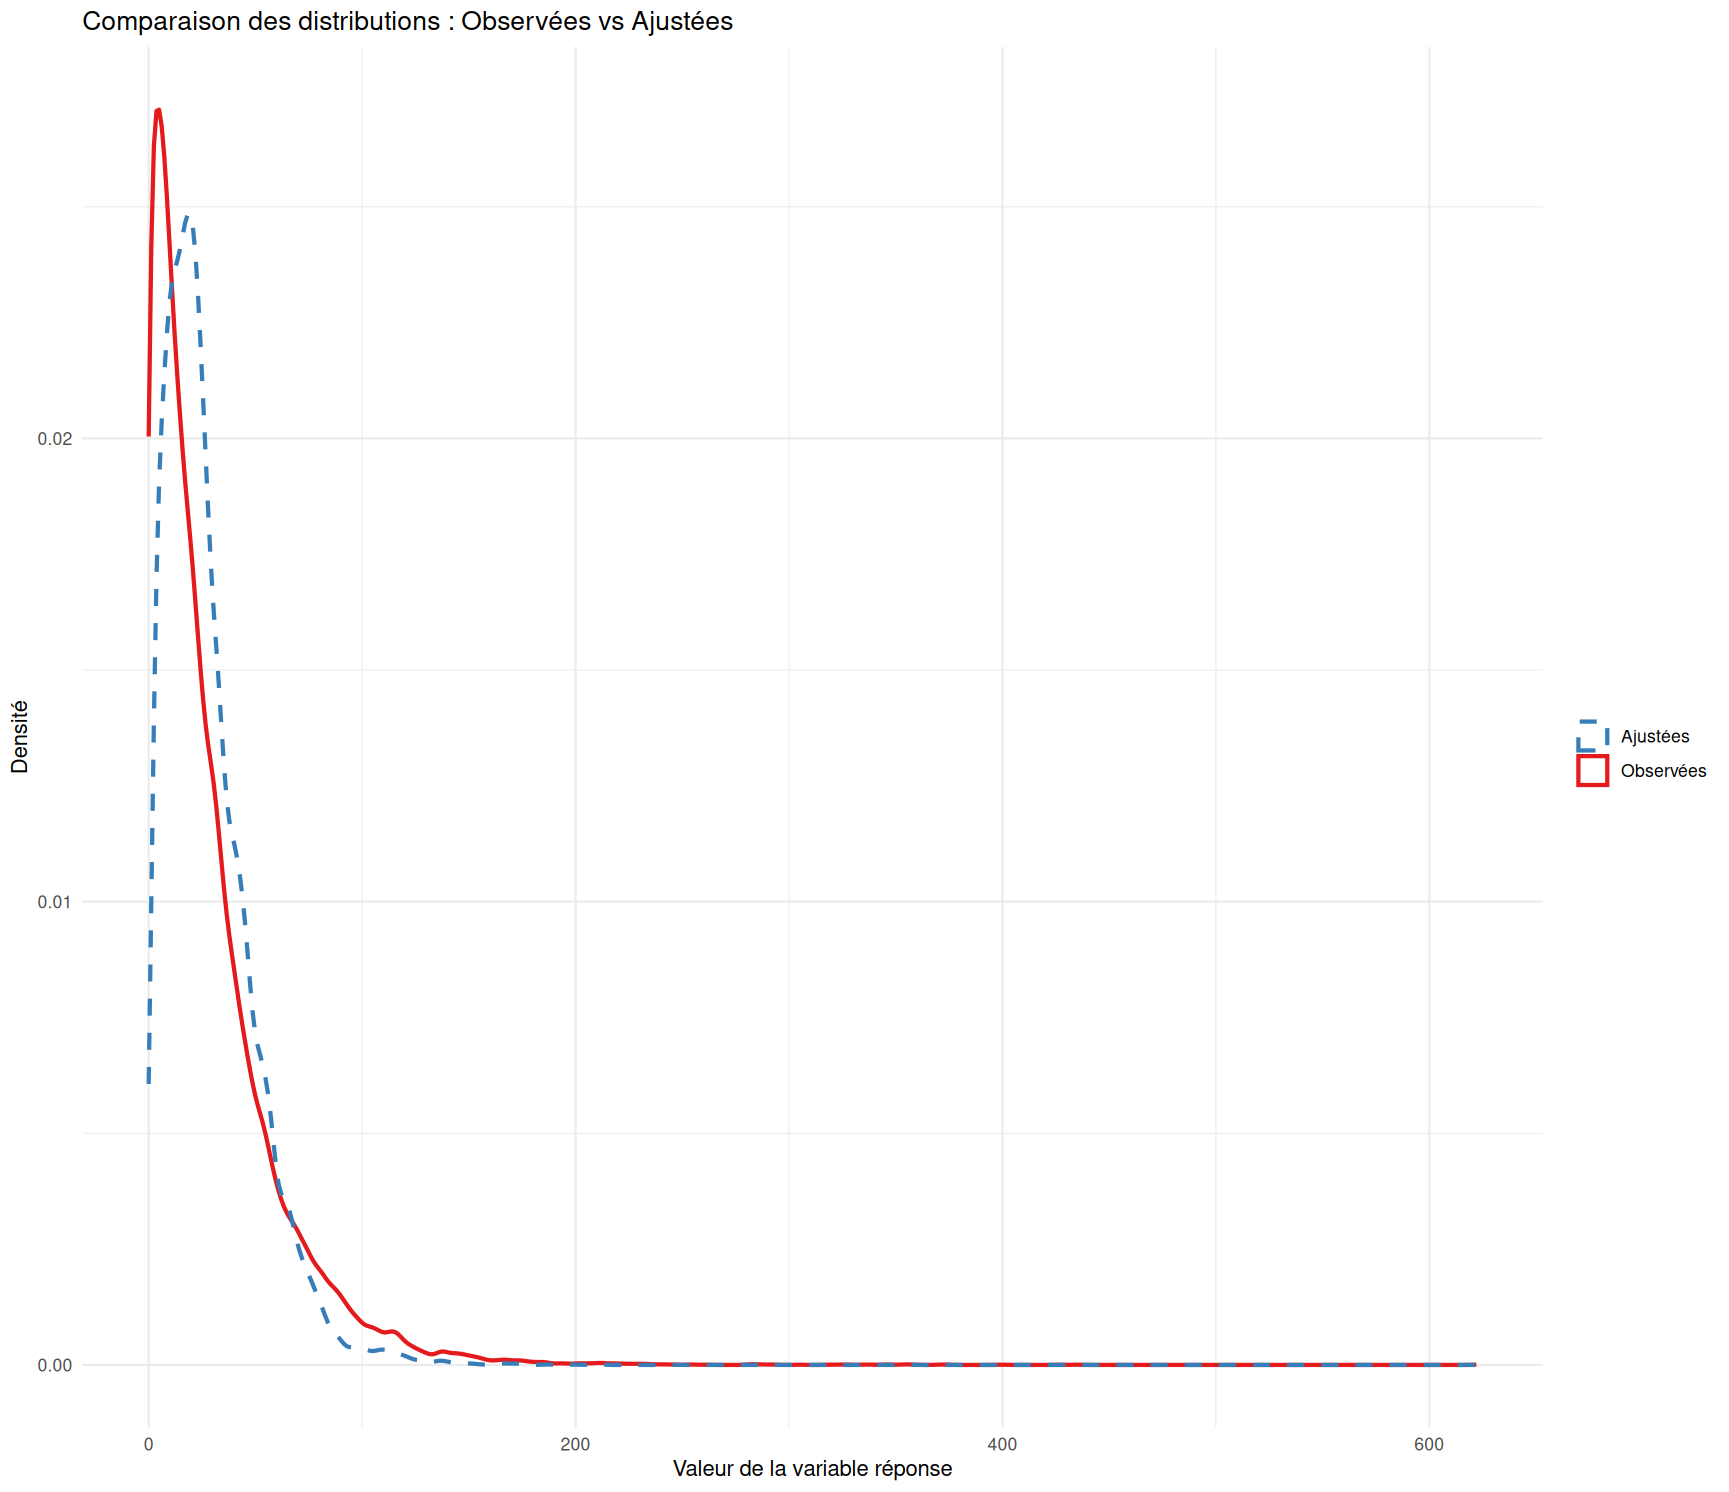 Comparaison des distributions : Observées vs Ajustées
Densité
0.02
0.01
0.00
0
200
400
600
Valeur de la variable réponse
Ajustées
Observées